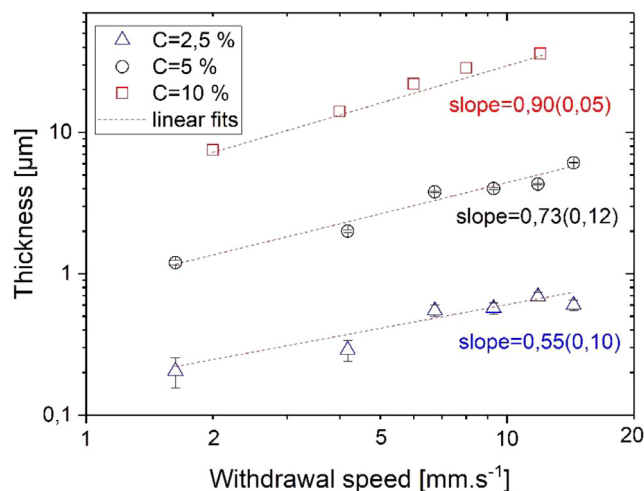 C=2,5 %
C=5 %
C=10 %
linear fits
slope=0,90(0,05)
slope=0,73(0,12)
slope=0,55(0,10)
Thickness [µm]
10
1
0,1
1
2
5
10
20
Withdrawal speed [mm.s⁻¹]